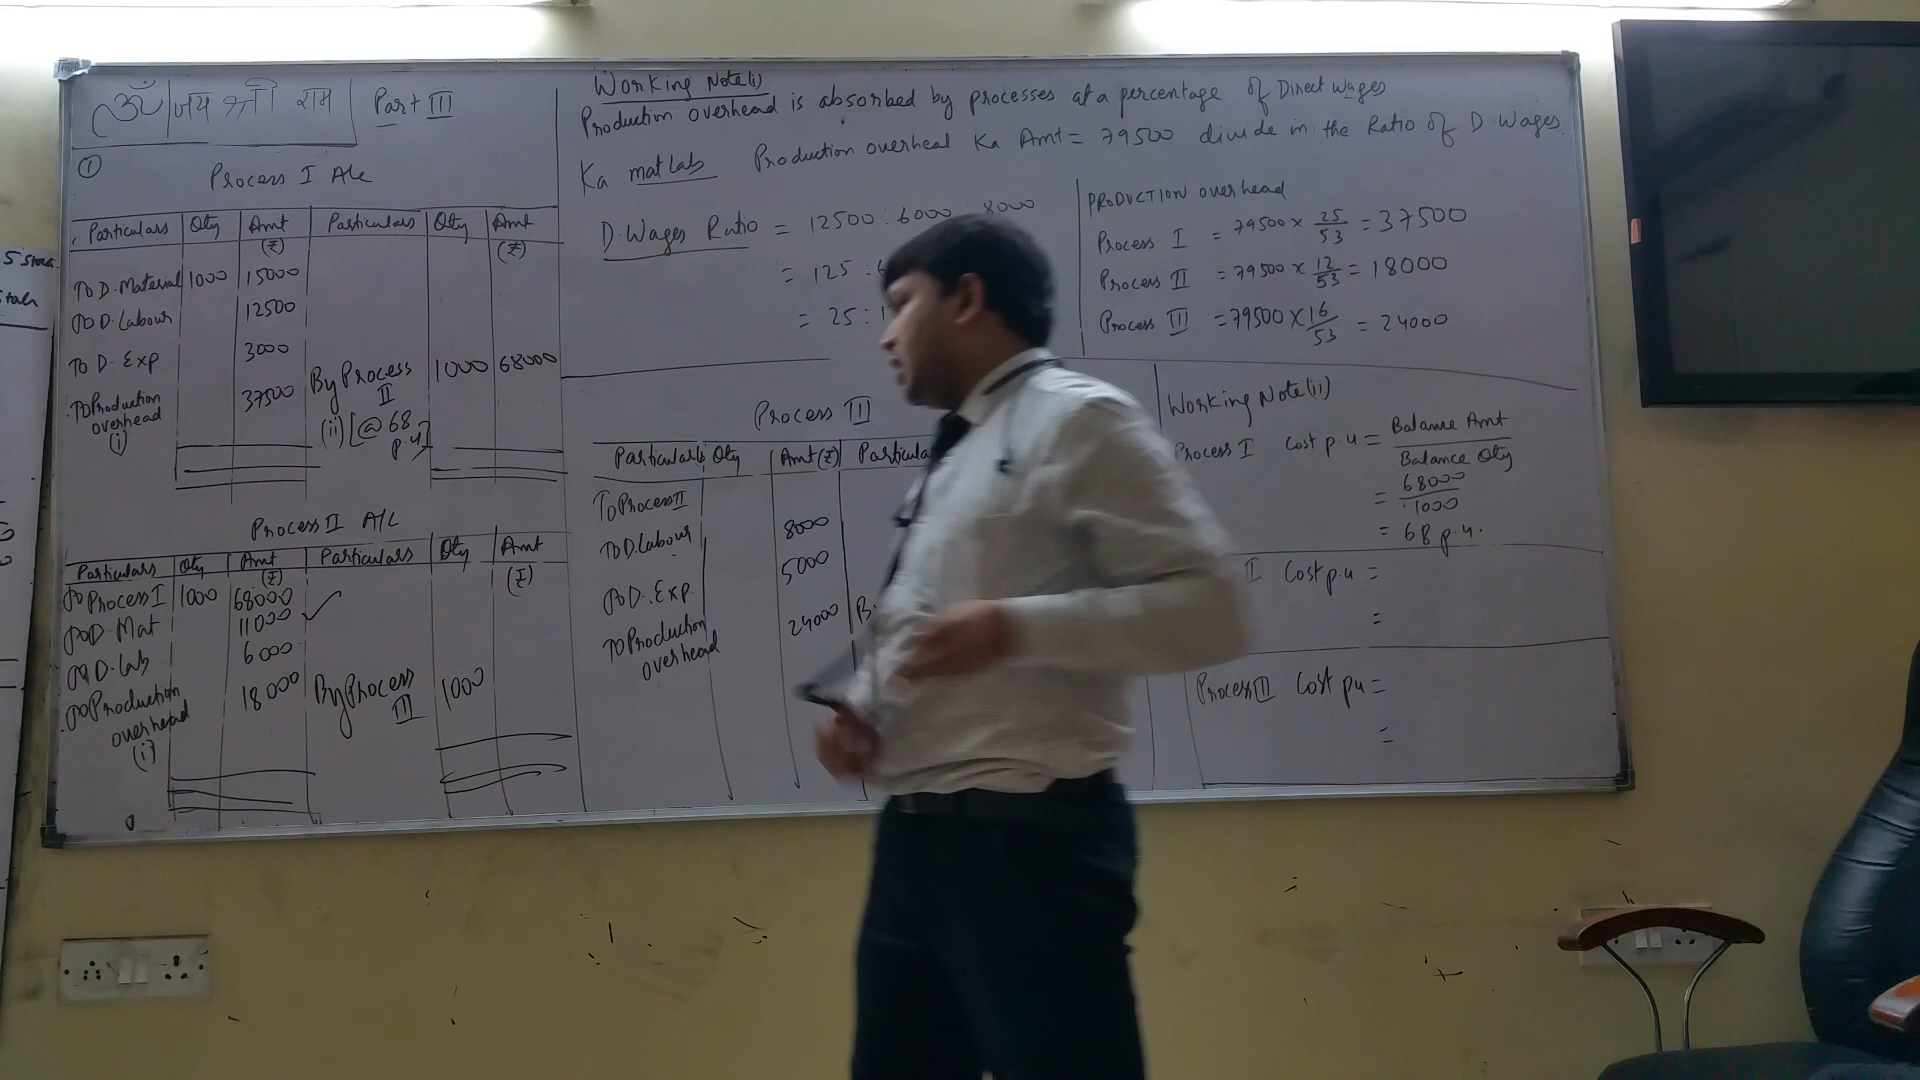 ॐ जय श्री राम Part III
① Process I A/c
Particulars Qty Amt (₹) Particulars Qty Amt (₹)
To D. Material 1000 15000
To D. Labour 12500
To D. Exp 3000
To Production overhead (i) 37500 By Process II (ii) [@ 68 p.u] 1000 68000
Process II A/c
Particulars Qty Amt (₹) Particulars Qty Amt (₹)
To Process I 1000 68000
To D. Mat 11000 ✓
To D. Lab 6000
To Production overhead (i) 18000 By Process III 1000
Working Note (i)
Production overhead is absorbed by processes at a percentage of Direct wages
Ka matlab Production overheal Ka Amt = 79500 divide in the Ratio of D. Wages.
D. Wages Ratio = 12500 : 6000 : 8000
= 125 :
= 25 :
PRODUCTION overhead
Process I = 79500 × 25/53 = 37500
Process II = 79500 × 12/53 = 18000
Process III = 79500 × 16/53 = 24000
Process III
Particulars Qty Amt (₹) Particula
To Process II
To D. Labour 8000
To D. Exp. 5000
To Production overhead 24000
Working Note (ii)
Process I Cost p.u = Balance Amt / Balance Qty
= 68000 / 1000
= 68 p.u.
I Cost p.u =
=
Process III Cost pu =
=
5 Stock